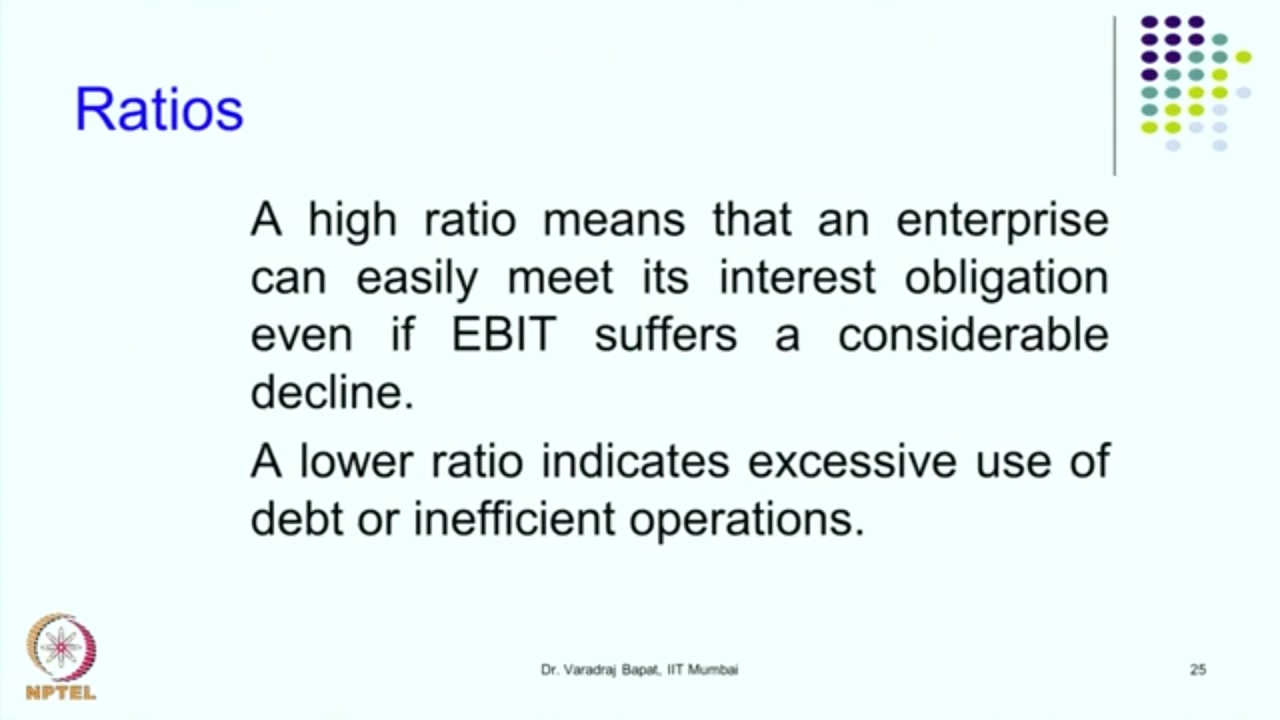 Ratios
A high ratio means that an enterprise
can easily meet its interest obligation
even if EBIT suffers a considerable
decline.
A lower ratio indicates excessive use of
debt or inefficient operations.
NPTEL
Dr. Varadraj Bapat, IIT Mumbai
25